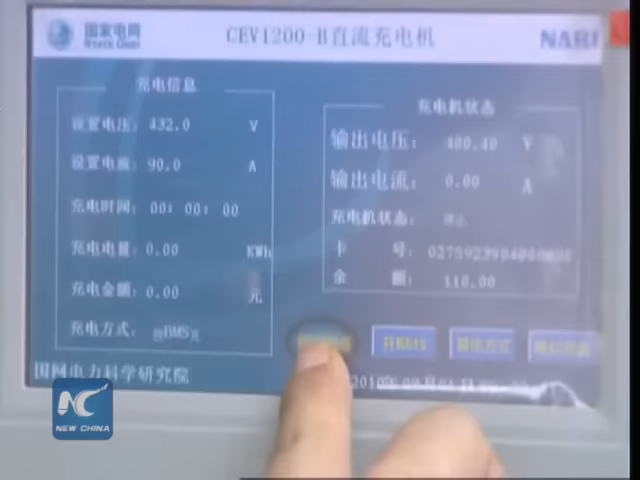 国家电网
State Grid
CEV1200-B直流充电机
NARI
充电信息
设置电压: 432.0 V
设置电流: 90.0 A
充电时间: 00: 00: 00
充电电量: 0.00 KWh
充电金额: 0.00 元
充电方式:
充电机状态
输出电压: 400.40 V
输出电流: 0.00 A
充电机状态:
卡 号:
余 额: 110.00
国网电力科学研究院
NEW CHINA